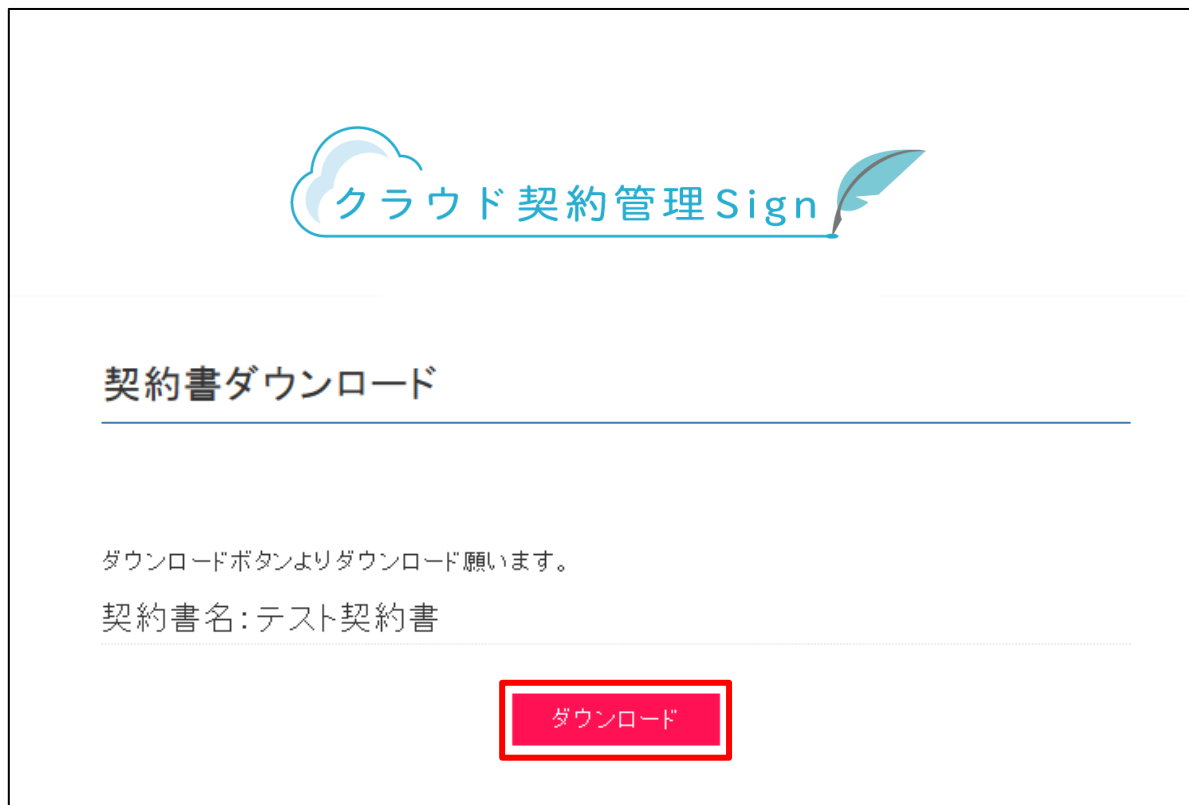 クラウド契約管理Sign
契約書ダウンロード
ダウンロードボタンよりダウンロード願います。
契約書名:テスト契約書
ダウンロード